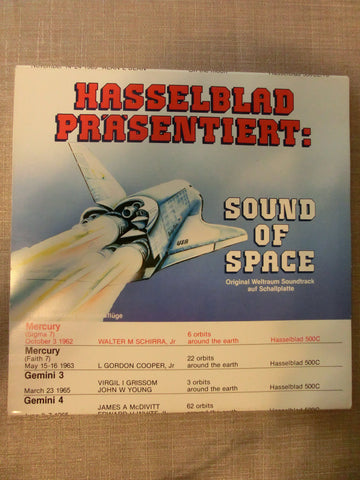 HASSELBLAD
PRÄSENTIERT:
SOUND
OF
SPACE
Original Weltraum Soundtrack
auf Schallplatte
USA
Mercury
(Sigma 7) 6 orbits
October 3 1962 WALTER M SCHIRRA, Jr around the earth Hasselblad 500C
Mercury
(Faith 7) 22 orbits
May 15-16 1963 L GORDON COOPER, Jr around the earth Hasselblad 500C
Gemini 3 VIRGIL I GRISSOM 3 orbits
March 23 1965 JOHN W YOUNG around the earth
Gemini 4 JAMES A McDIVITT 62 orbits